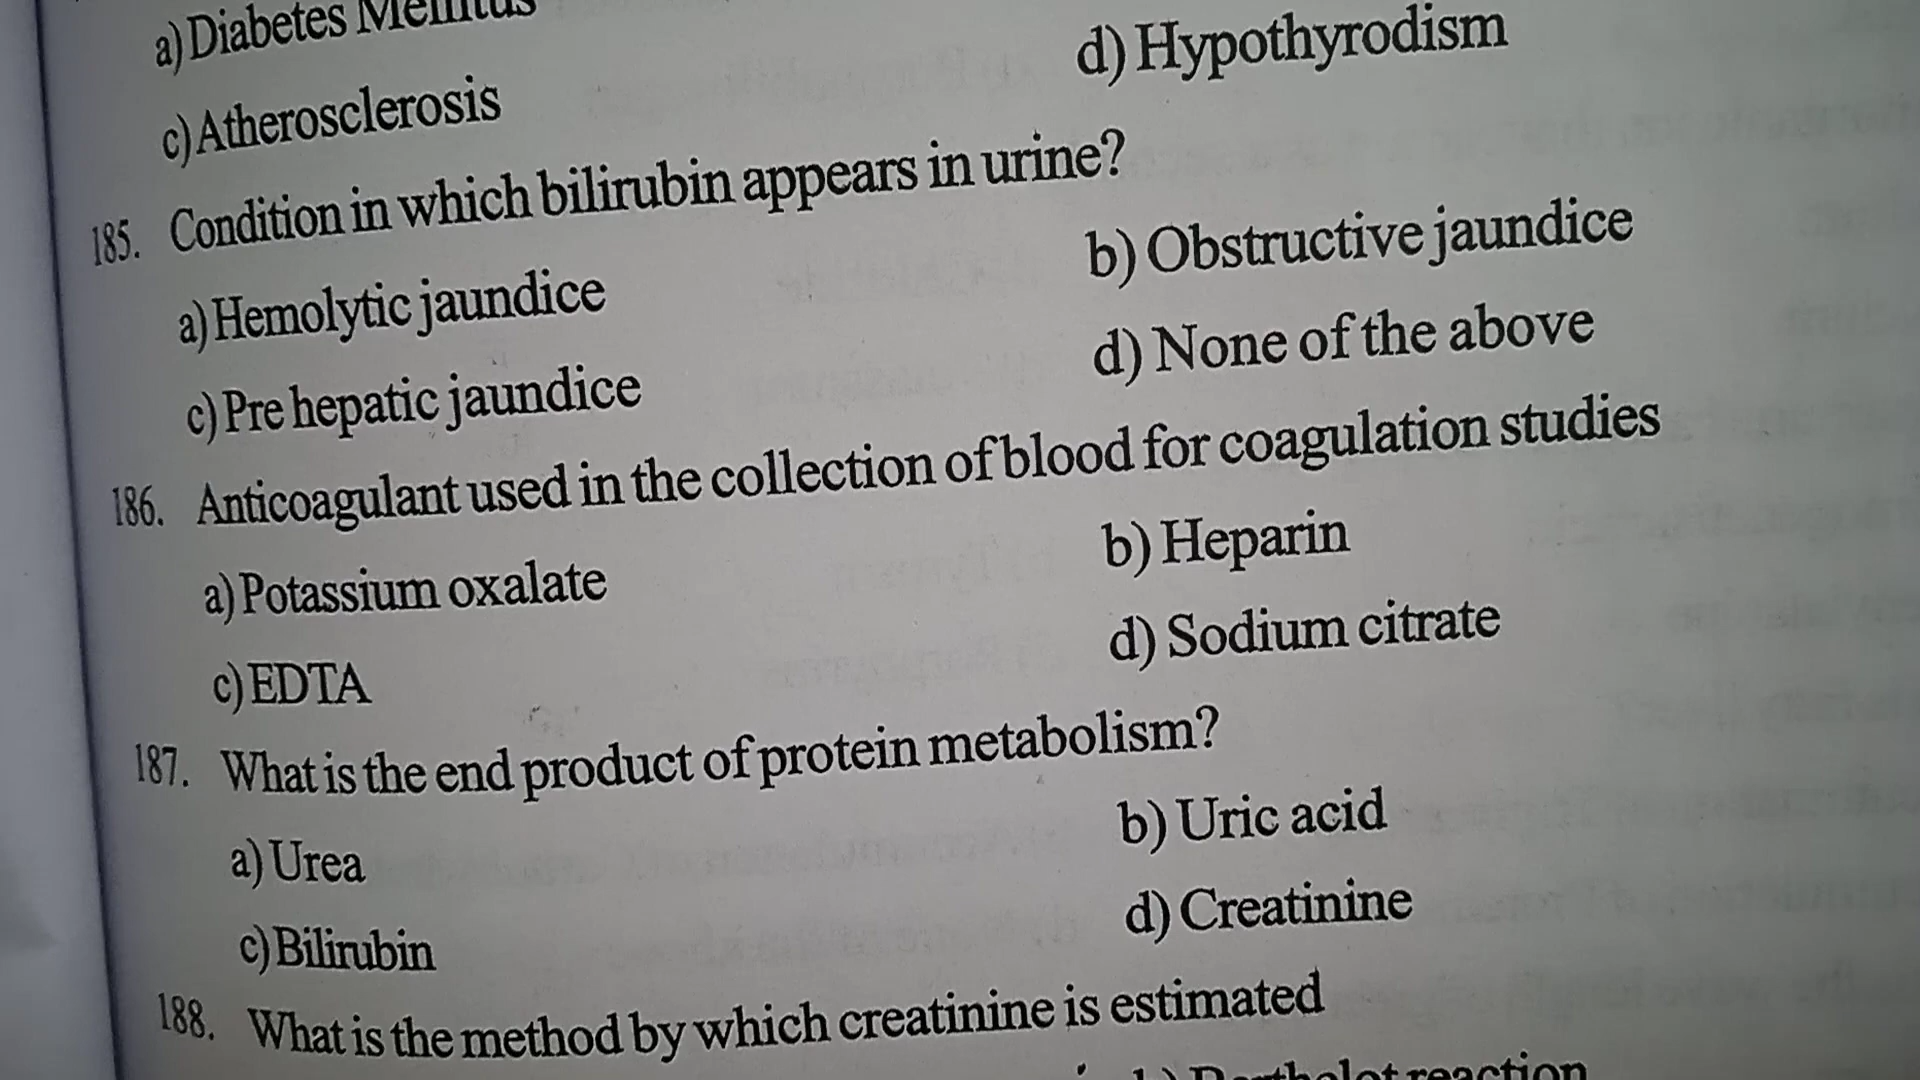 a) Diabetes Mellitus
d) Hypothyrodism
c) Atherosclerosis
185. Condition in which bilirubin appears in urine?
a) Hemolytic jaundice
b) Obstructive jaundice
c) Pre hepatic jaundice
d) None of the above
186. Anticoagulant used in the collection of blood for coagulation studies
a) Potassium oxalate
b) Heparin
c) EDTA
d) Sodium citrate
187. What is the end product of protein metabolism?
a) Urea
b) Uric acid
c) Bilirubin
d) Creatinine
188. What is the method by which creatinine is estimated
b) Berthelot reaction